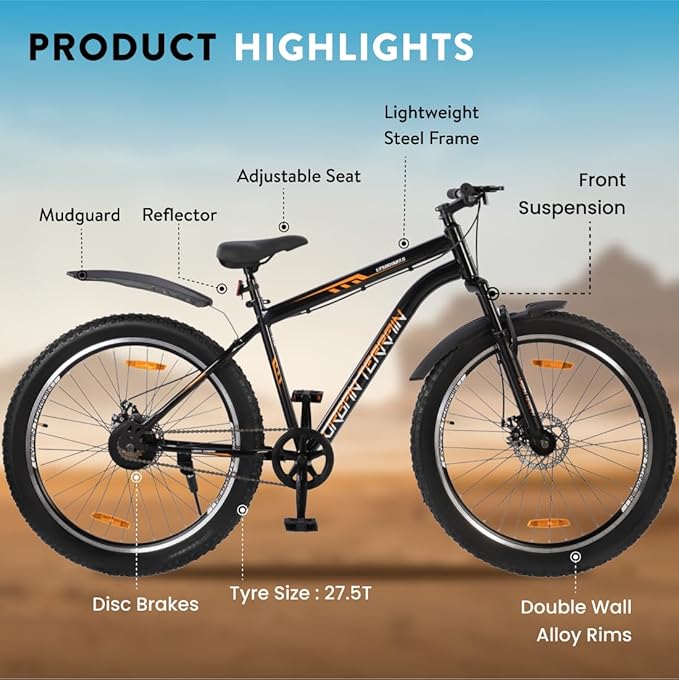 PRODUCT HIGHLIGHTS
Lightweight
Steel Frame
Adjustable Seat
Front
Suspension
Mudguard
Reflector
URBAN TERRAIN
Disc Brakes
Tyre Size : 27.5T
Double Wall
Alloy Rims